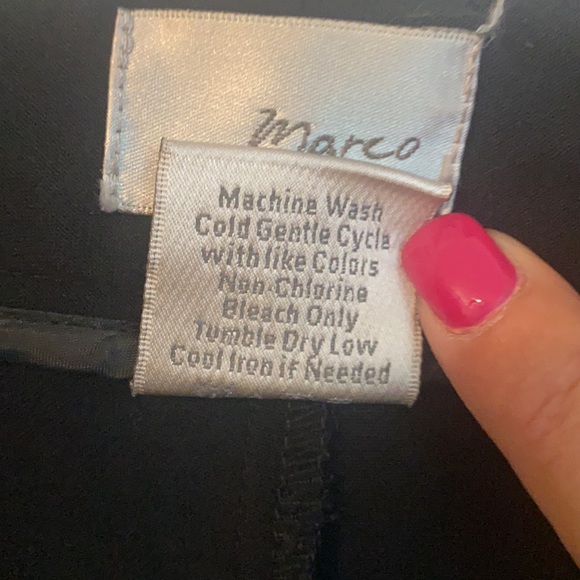 Marco
Machine Wash
Cold Gentle Cycle
with like Colors
Non-Chlorine
Bleach Only
Tumble Dry Low
Cool Iron if Needed